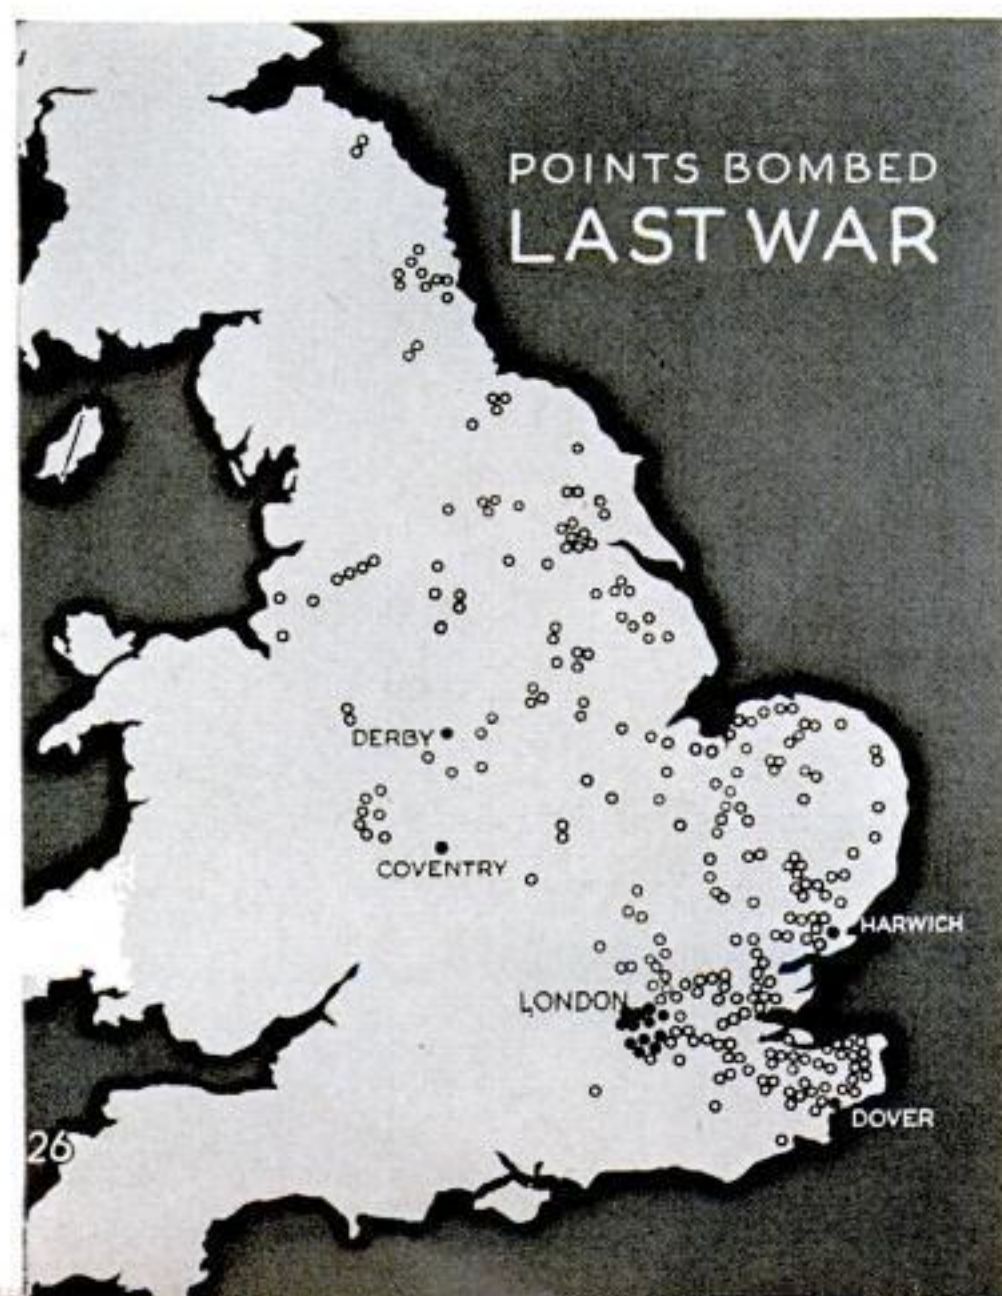 POINTS BOMBED
LAST WAR
DERBY
COVENTRY
HARWICH
LONDON
DOVER
26